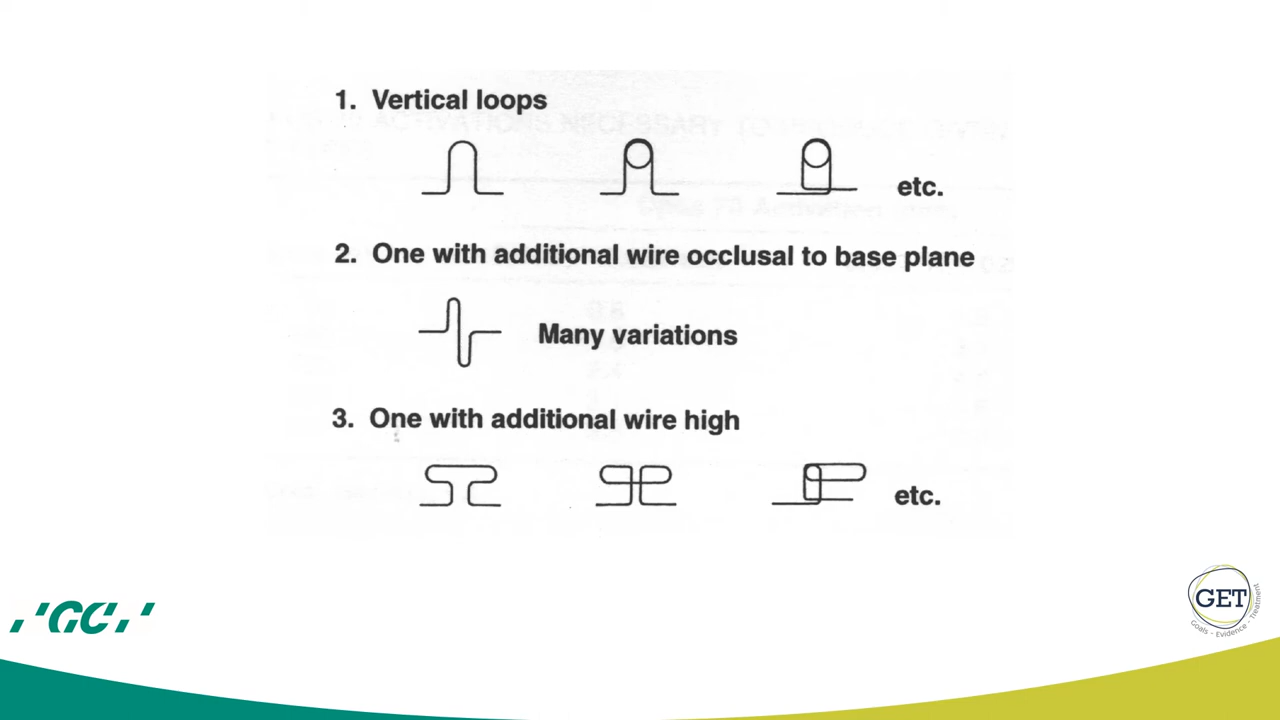 1. Vertical loops
etc.
2. One with additional wire occlusal to base plane
Many variations
3. One with additional wire high
etc.
GC
GET
Goals - Evidence - Treatment